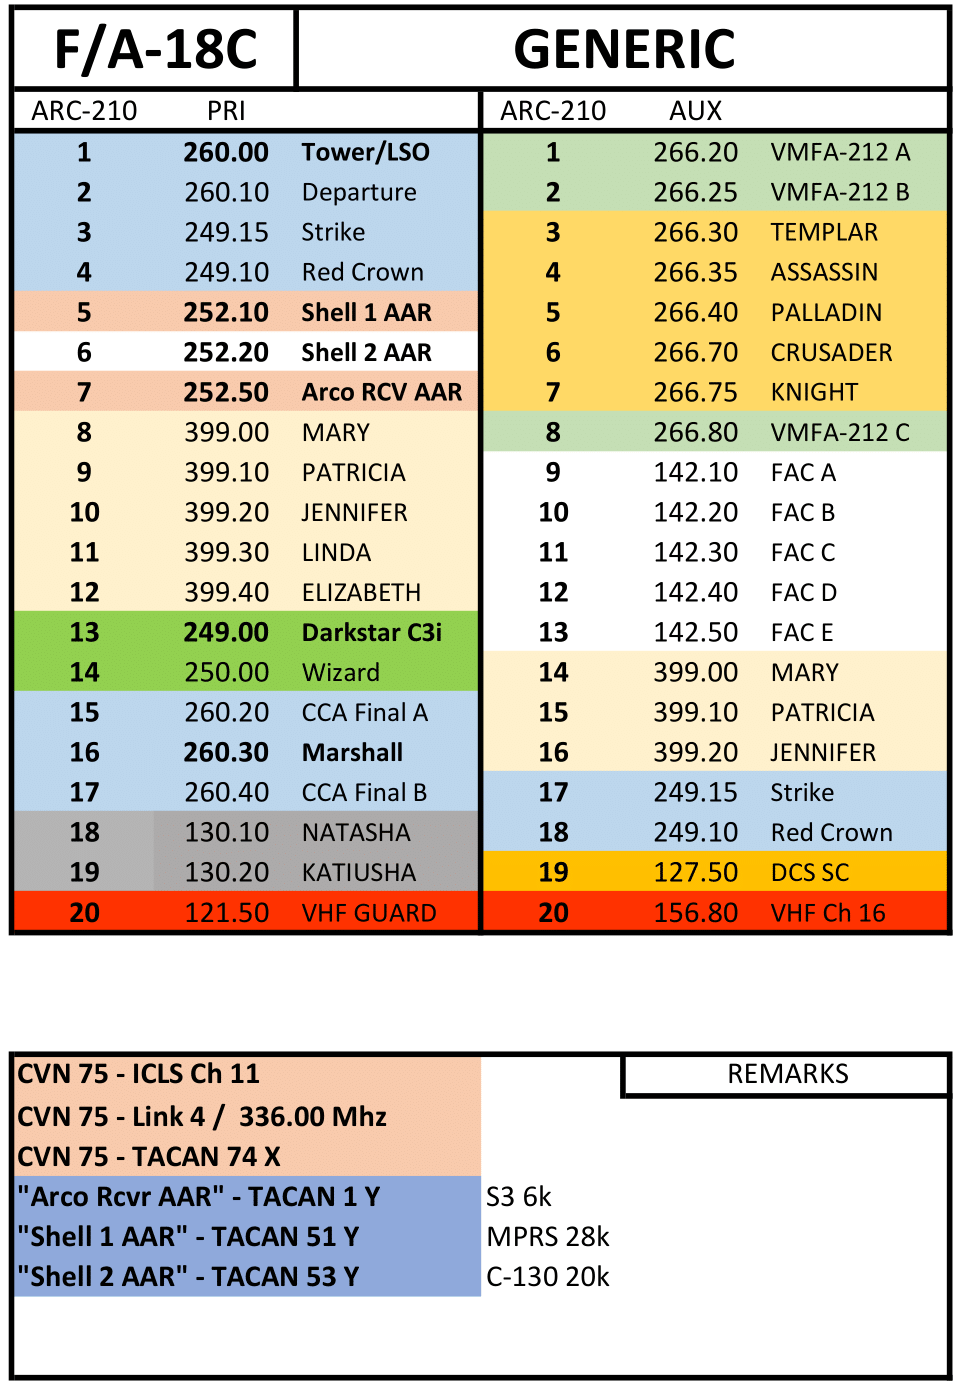 F/A-18C GENERIC
ARC-210 PRI ARC-210 AUX
1 260.00 Tower/LSO 1 266.20 VMFA-212 A
2 260.10 Departure 2 266.25 VMFA-212 B
3 249.15 Strike 3 266.30 TEMPLAR
4 249.10 Red Crown 4 266.35 ASSASSIN
5 252.10 Shell 1 AAR 5 266.40 PALLADIN
6 252.20 Shell 2 AAR 6 266.70 CRUSADER
7 252.50 Arco RCV AAR 7 266.75 KNIGHT
8 399.00 MARY 8 266.80 VMFA-212 C
9 399.10 PATRICIA 9 142.10 FAC A
10 399.20 JENNIFER 10 142.20 FAC B
11 399.30 LINDA 11 142.30 FAC C
12 399.40 ELIZABETH 12 142.40 FAC D
13 249.00 Darkstar C3i 13 142.50 FAC E
14 250.00 Wizard 14 399.00 MARY
15 260.20 CCA Final A 15 399.10 PATRICIA
16 260.30 Marshall 16 399.20 JENNIFER
17 260.40 CCA Final B 17 249.15 Strike
18 130.10 NATASHA 18 249.10 Red Crown
19 130.20 KATIUSHA 19 127.50 DCS SC
20 121.50 VHF GUARD 20 156.80 VHF Ch 16
CVN 75 - ICLS Ch 11 REMARKS
CVN 75 - Link 4 / 336.00 Mhz
CVN 75 - TACAN 74 X
"Arco Rcvr AAR" - TACAN 1 Y S3 6k
"Shell 1 AAR" - TACAN 51 Y MPRS 28k
"Shell 2 AAR" - TACAN 53 Y C-130 20k